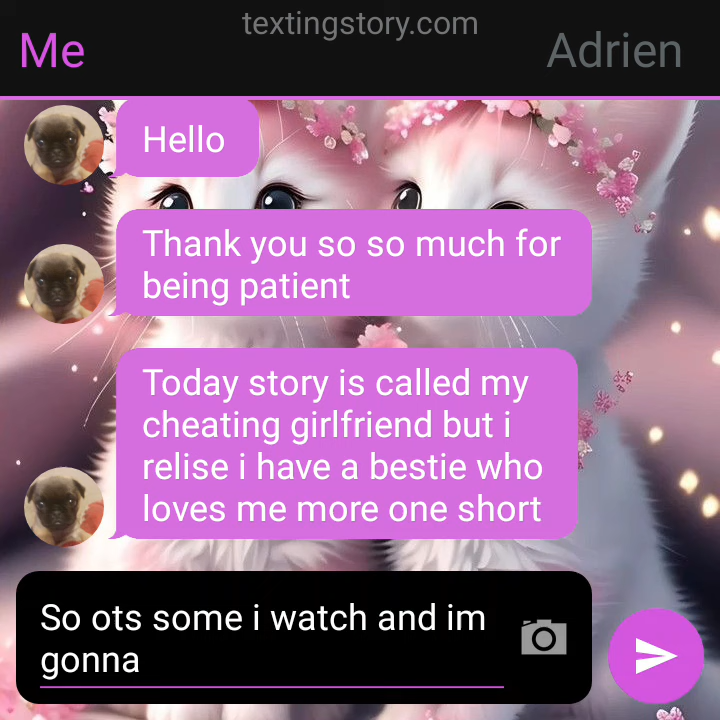 textingstory.com
Me
Adrien
Hello
Thank you so so much for
being patient
Today story is called my
cheating girlfriend but i
relise i have a bestie who
loves me more one short
So ots some i watch and im
gonna